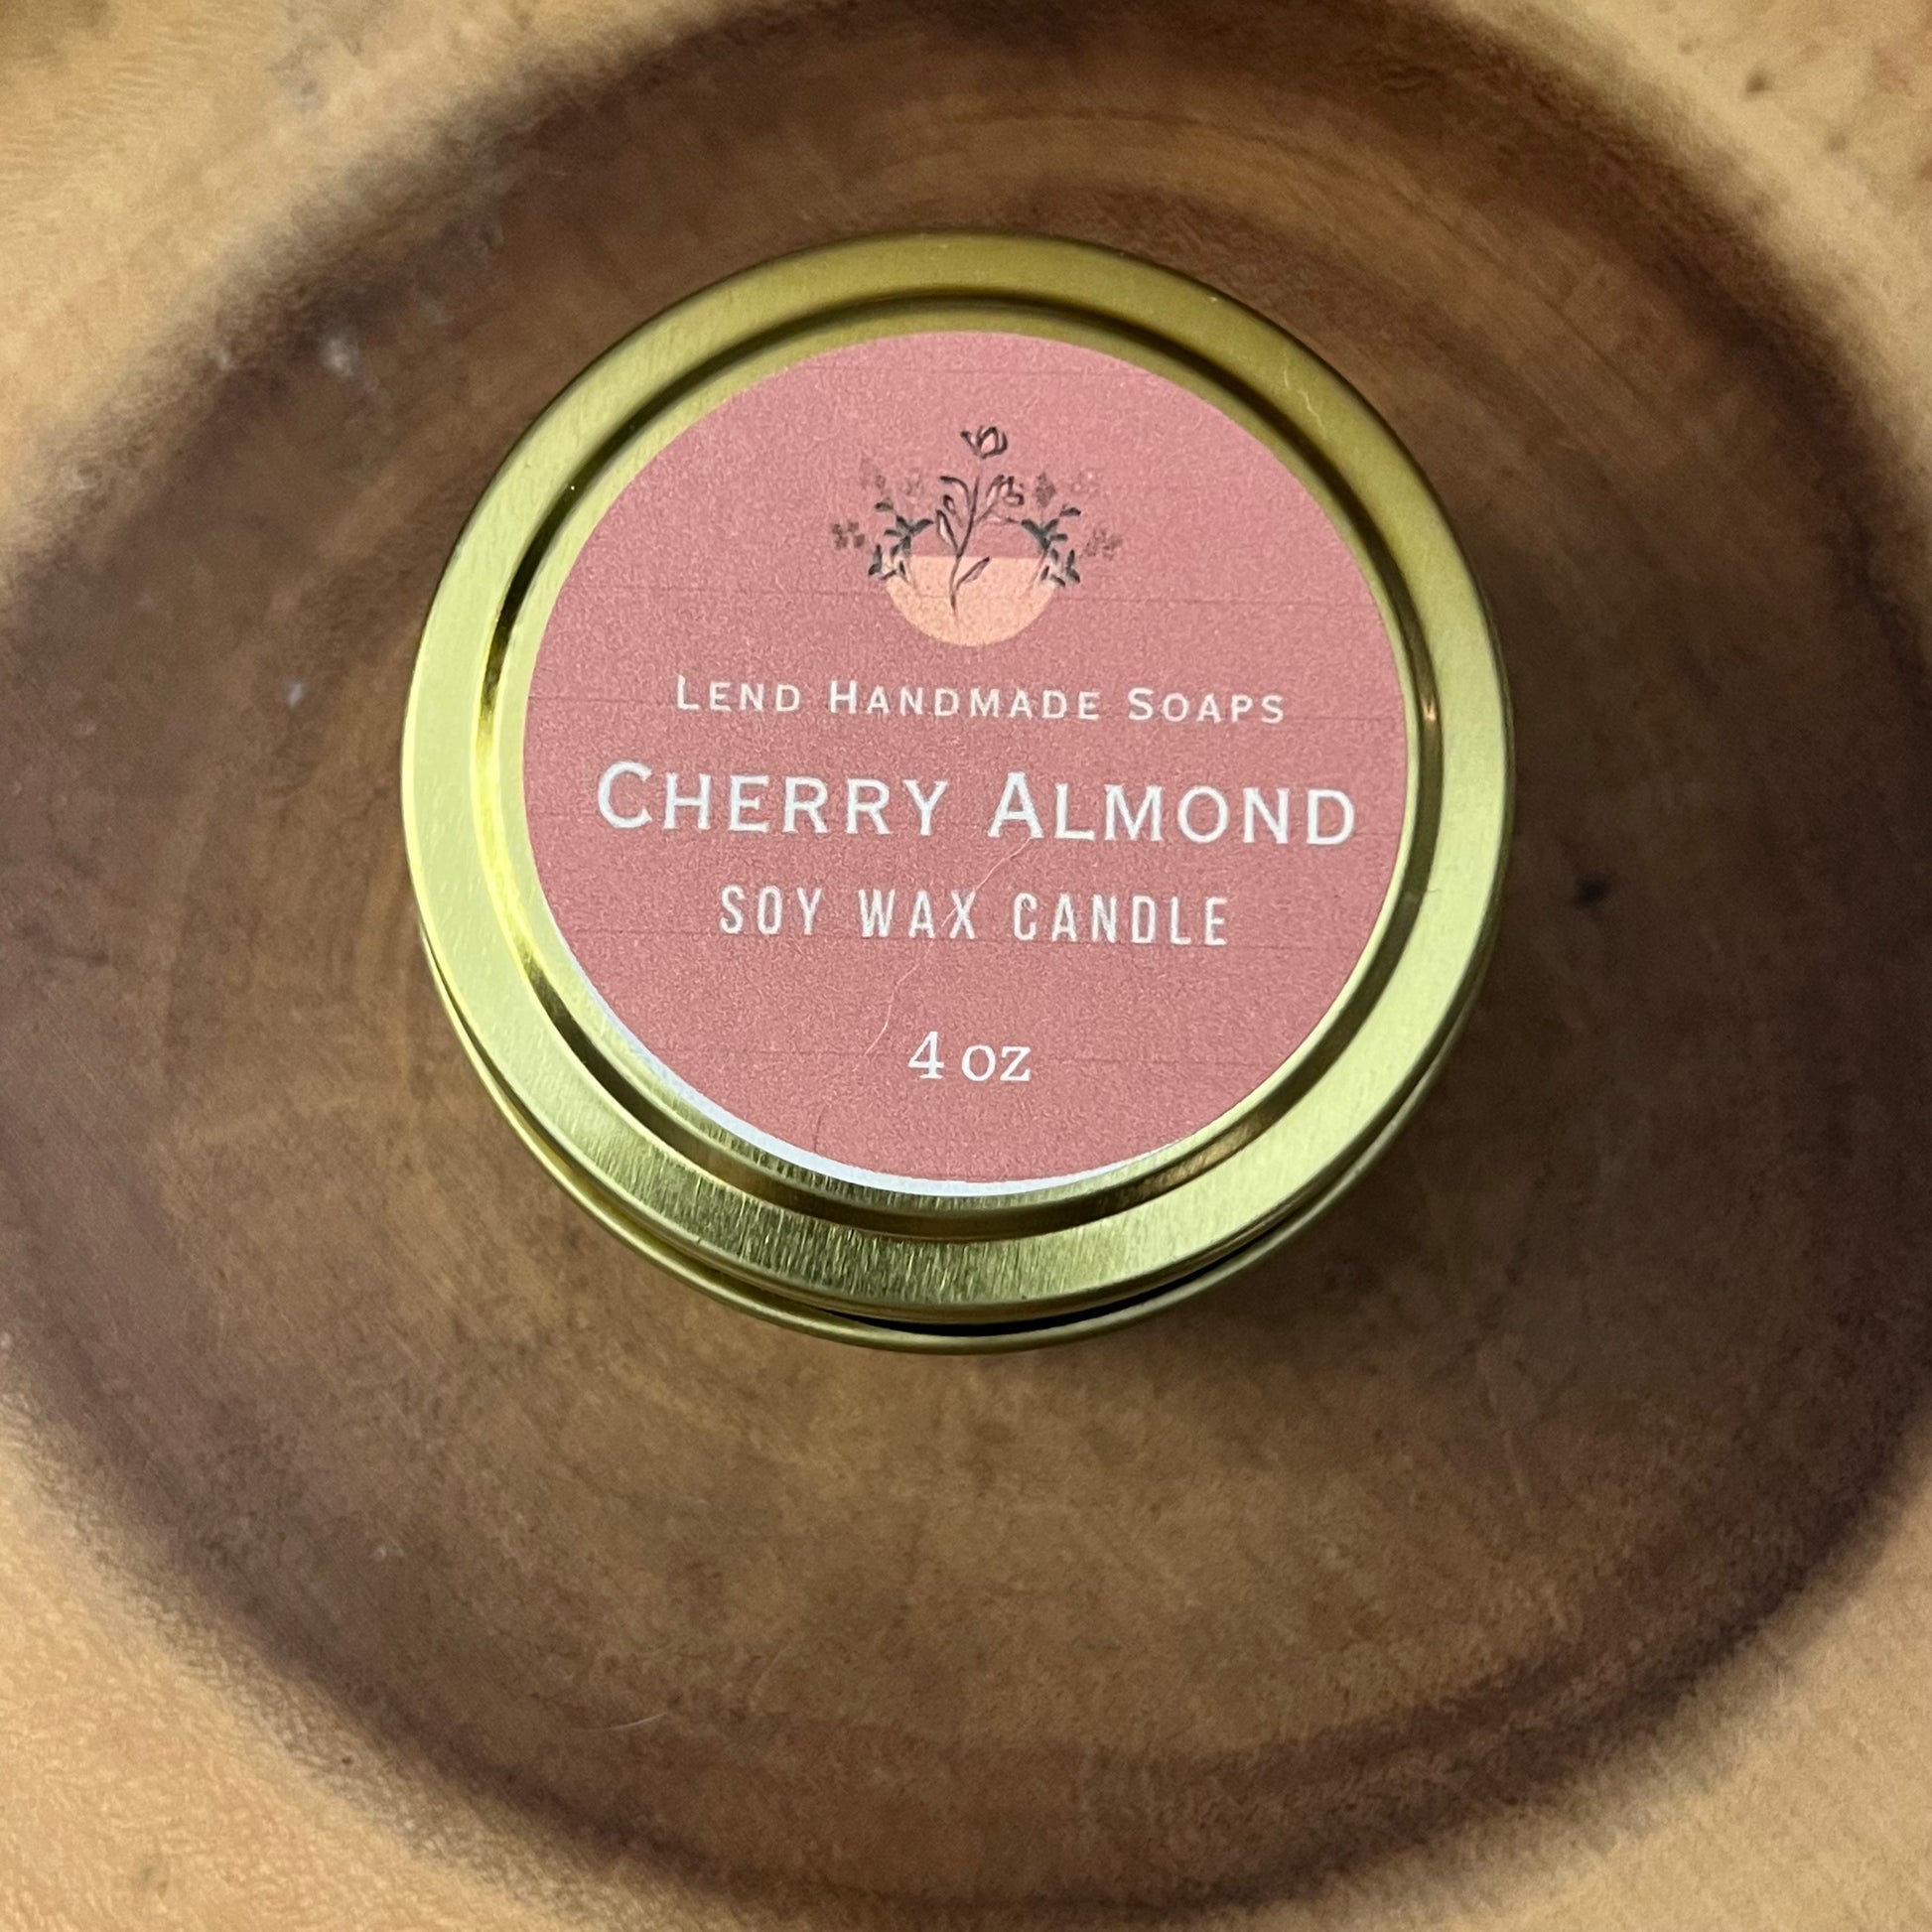 Lend Handmade Soaps
Cherry Almond
SOY WAX CANDLE
4 oz